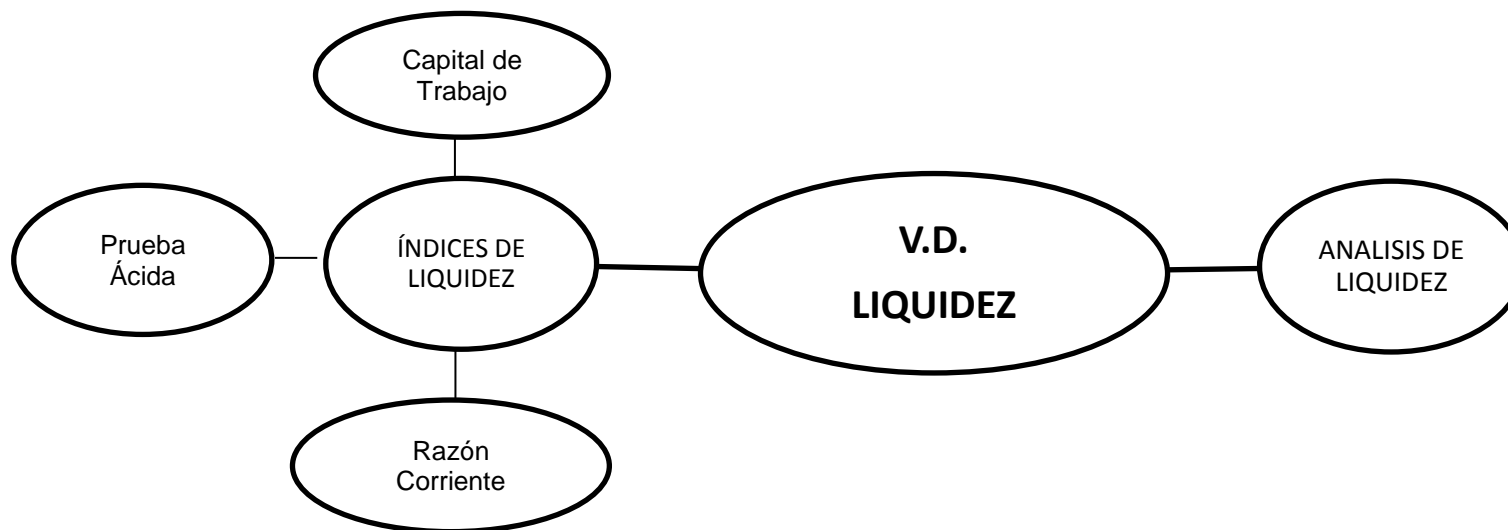 Capital de
Trabajo
Prueba
Ácida
ÍNDICES DE
LIQUIDEZ
V.D.
LIQUIDEZ
ANALISIS DE
LIQUIDEZ
Razón
Corriente